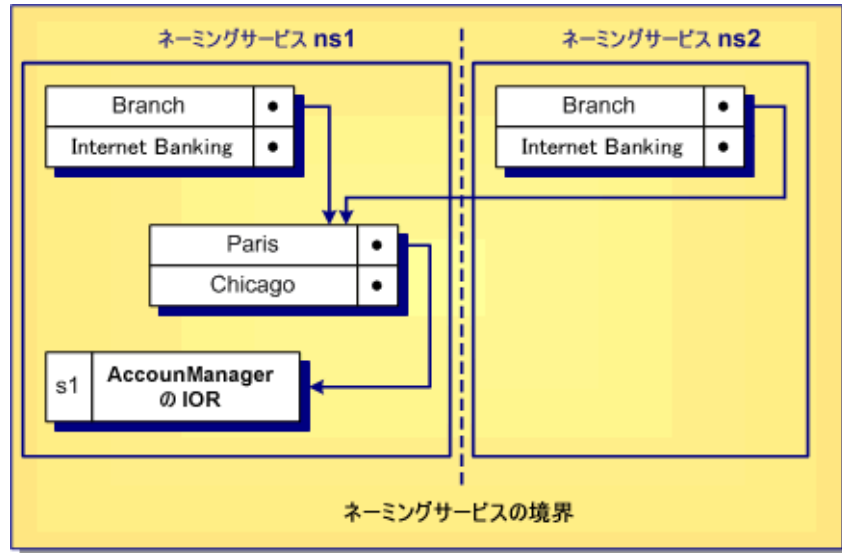 ネーミングサービス ns1
ネーミングサービス ns2
Branch
Internet Banking
Branch
Internet Banking
Paris
Chicago
s1
AccounManager
の IOR
ネーミングサービスの境界